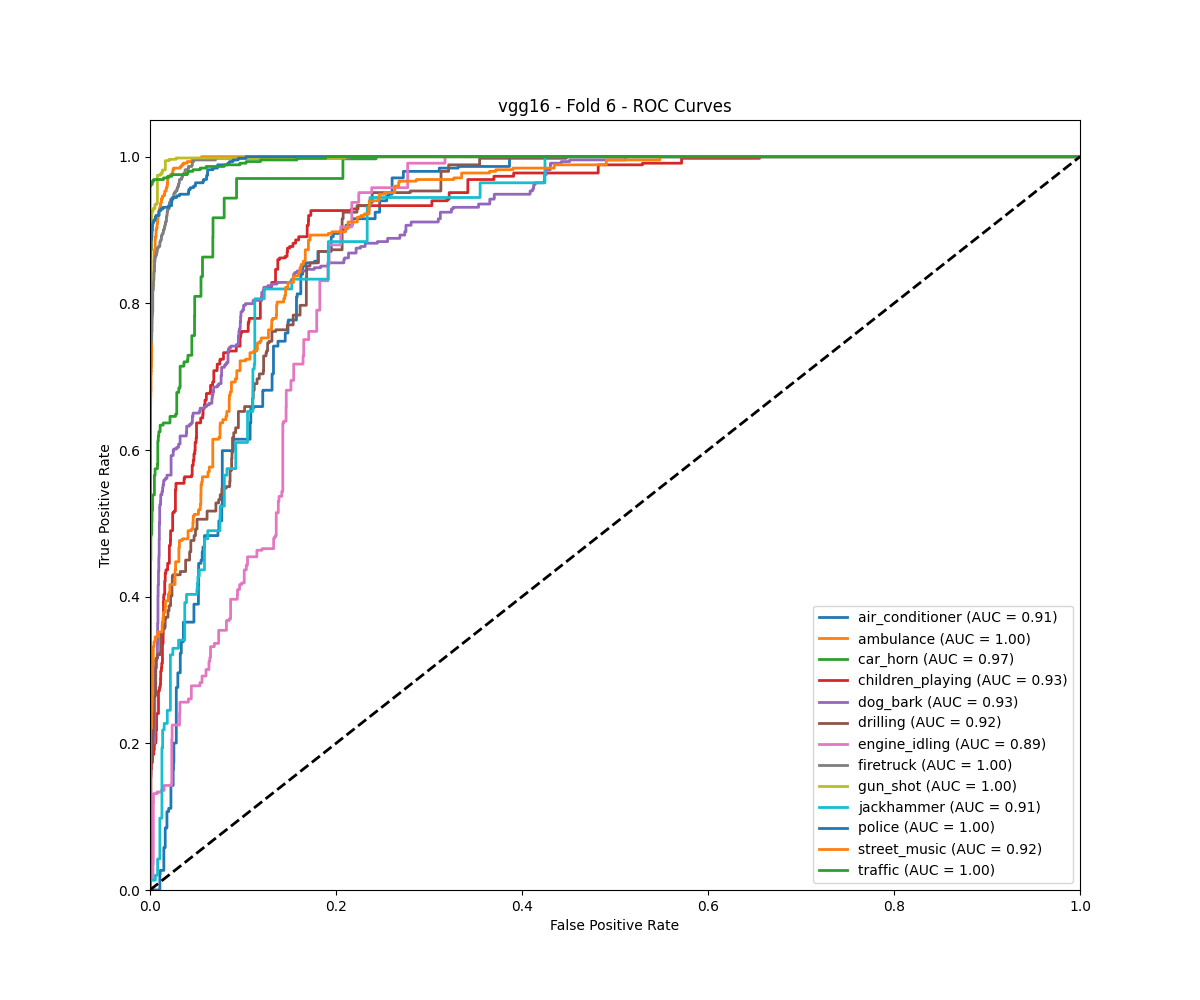 vgg16 - Fold 6 - ROC Curves
True Positive Rate
1.0
0.8
0.6
0.4
0.2
0.0
0.0 0.2 0.4 0.6 0.8 1.0
False Positive Rate
air_conditioner (AUC = 0.91)
ambulance (AUC = 1.00)
car_horn (AUC = 0.97)
children_playing (AUC = 0.93)
dog_bark (AUC = 0.93)
drilling (AUC = 0.92)
engine_idling (AUC = 0.89)
firetruck (AUC = 1.00)
gun_shot (AUC = 1.00)
jackhammer (AUC = 0.91)
police (AUC = 1.00)
street_music (AUC = 0.92)
traffic (AUC = 1.00)